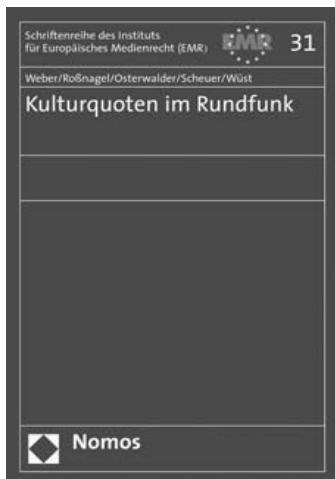 Schriftenreihe des Instituts
für Europäisches Medienrecht (EMR)
EMR
31
Weber/Roßnagel/Osterwalder/Scheuer/Wüst
Kulturquoten im Rundfunk
Nomos